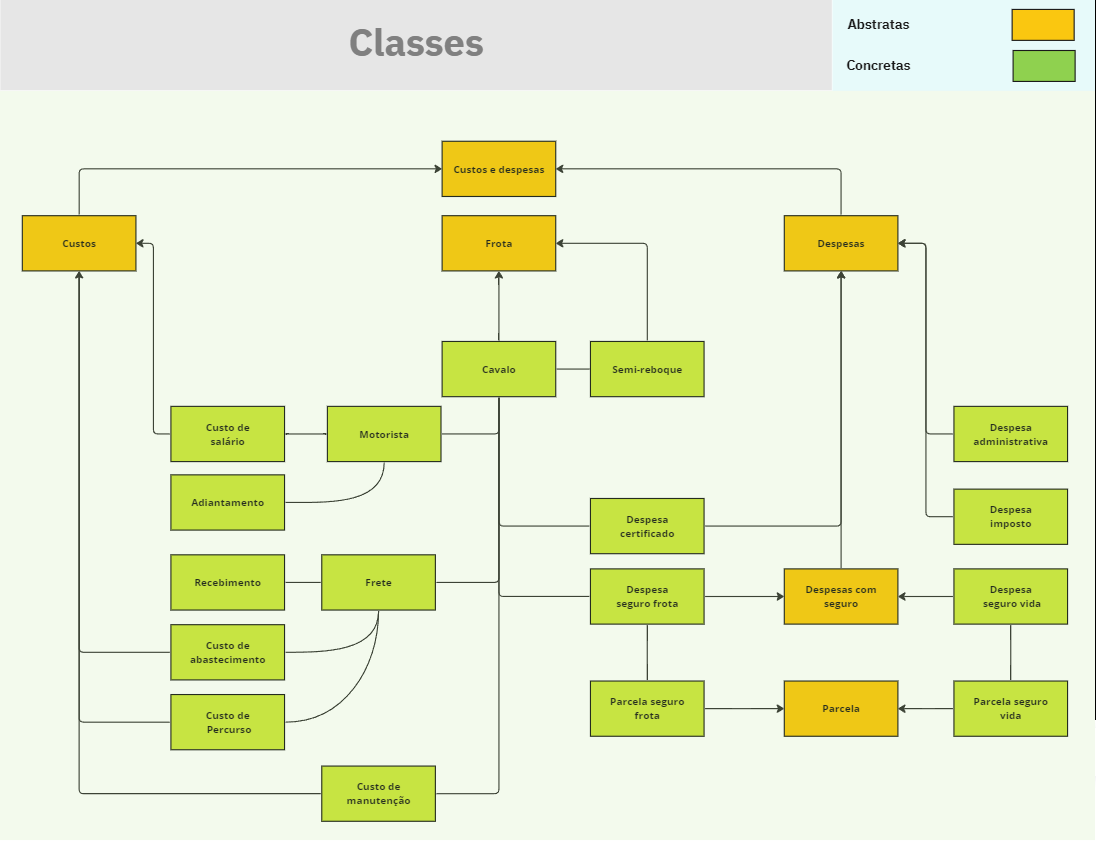 Classes
Abstratas
Concretas
Custos e despesas
Custos
Frota
Despesas
Cavalo
Semi-reboque
Custo de
salário
Motorista
Despesa
administrativa
Adiantamento
Despesa
certificado
Despesa
imposto
Recebimento
Frete
Despesa
seguro frota
Despesas com
seguro
Despesa
seguro vida
Custo de
abastecimento
Custo de
Percurso
Parcela seguro
frota
Parcela
Parcela seguro
vida
Custo de
manutenção